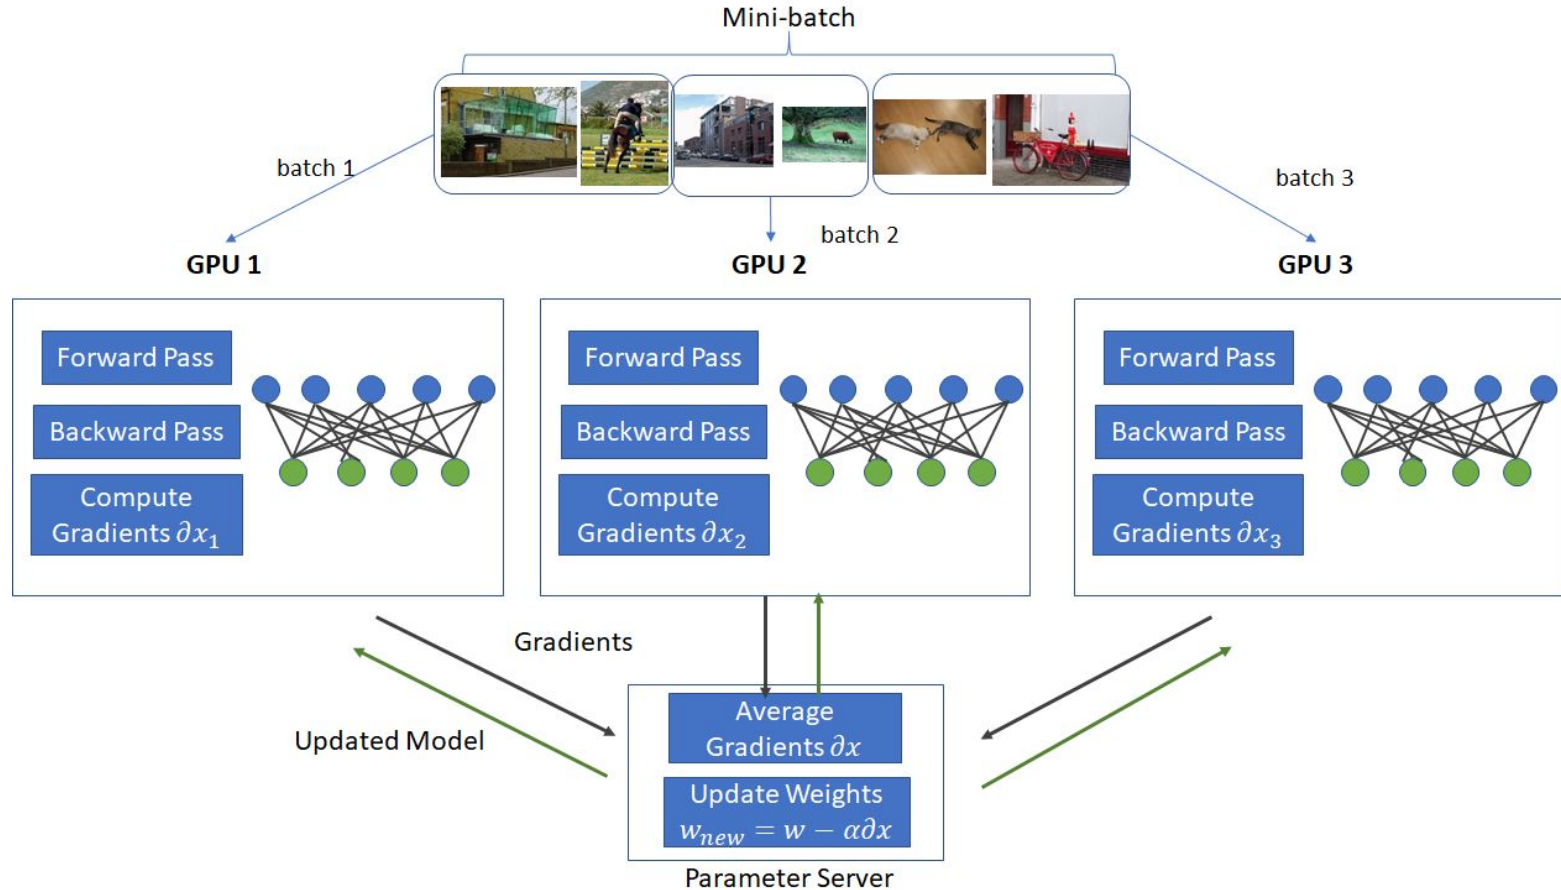 Mini-batch
batch 1
batch 2
batch 3
GPU 1
GPU 2
GPU 3
Forward Pass
Backward Pass
Compute
Gradients ∂x₁
Forward Pass
Backward Pass
Compute
Gradients ∂x₂
Forward Pass
Backward Pass
Compute
Gradients ∂x₃
Gradients
Updated Model
Average
Gradients ∂x
Update Weights
w_{new} = w − α∂x
Parameter Server